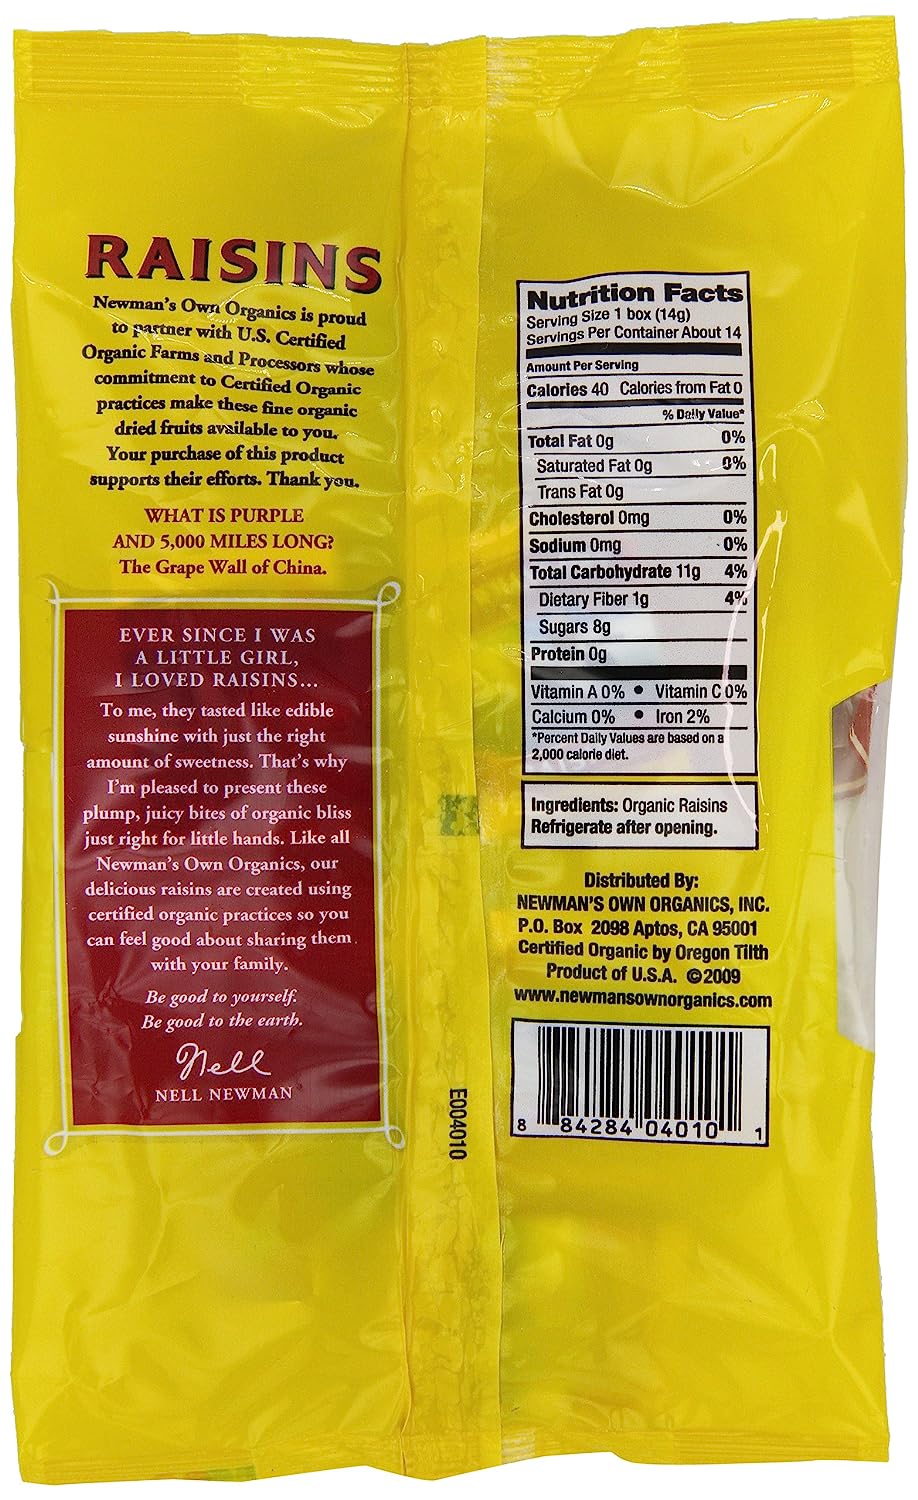 RAISINS
Newman's Own Organics is proud
to partner with U.S. Certified
Organic Farms and Processors whose
commitment to Certified Organic
practices make these fine organic
dried fruits available to you.
Your purchase of this product
supports their efforts. Thank you.
WHAT IS PURPLE
AND 5,000 MILES LONG?
The Grape Wall of China.
EVER SINCE I WAS
A LITTLE GIRL,
I LOVED RAISINS...
To me, they tasted like edible
sunshine with just the right
amount of sweetness. That's why
I'm pleased to present these
plump, juicy bites of organic bliss
just right for little hands. Like all
Newman's Own Organics, our
delicious raisins are created using
certified organic practices so you
can feel good about sharing them
with your family.
Be good to yourself.
Be good to the earth.
Nell
NELL NEWMAN
E004010
Nutrition Facts
Serving Size 1 box (14g)
Servings Per Container About 14
Amount Per Serving
Calories 40 Calories from Fat 0
% Daily Value*
Total Fat 0g 0%
Saturated Fat 0g 0%
Trans Fat 0g
Cholesterol 0mg 0%
Sodium 0mg 0%
Total Carbohydrate 11g 4%
Dietary Fiber 1g 4%
Sugars 8g
Protein 0g
Vitamin A 0% • Vitamin C 0%
Calcium 0% • Iron 2%
*Percent Daily Values are based on a
2,000 calorie diet.
Ingredients: Organic Raisins
Refrigerate after opening.
Distributed By:
NEWMAN'S OWN ORGANICS, INC.
P.O. Box 2098 Aptos, CA 95001
Certified Organic by Oregon Tilth
Product of U.S.A. ©2009
www.newmansownorganics.com
8 84284 04010 1